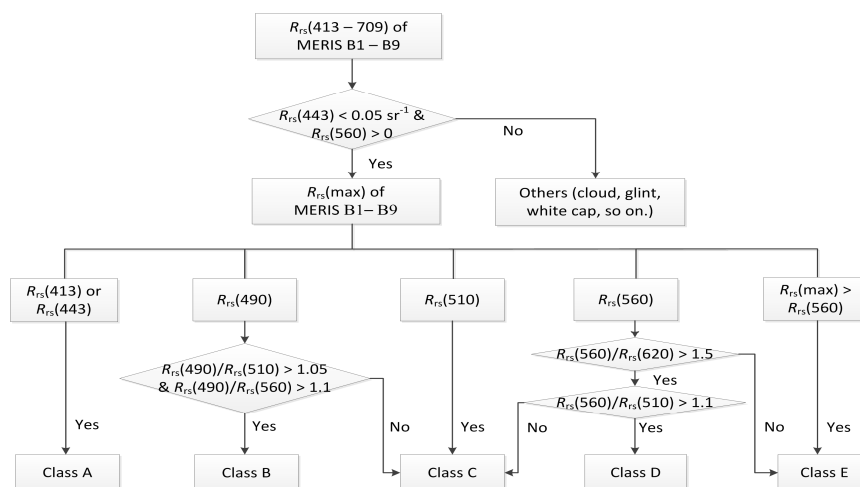 Rrs(413 – 709) of
MERIS B1 – B9
Rrs(443) < 0.05 sr⁻¹ &
Rrs(560) > 0
No
Yes
Rrs(max) of
MERIS B1– B9
Others (cloud, glint,
white cap, so on.)
Rrs(413) or
Rrs(443)
Rrs(490)
Rrs(510)
Rrs(560)
Rrs(max) >
Rrs(560)
Rrs(490)/Rrs(510) > 1.05
& Rrs(490)/Rrs(560) > 1.1
Rrs(560)/Rrs(620) > 1.5
Yes
Rrs(560)/Rrs(510) > 1.1
Yes
Yes
No
Yes
No
Yes
No
Yes
Class A
Class B
Class C
Class D
Class E